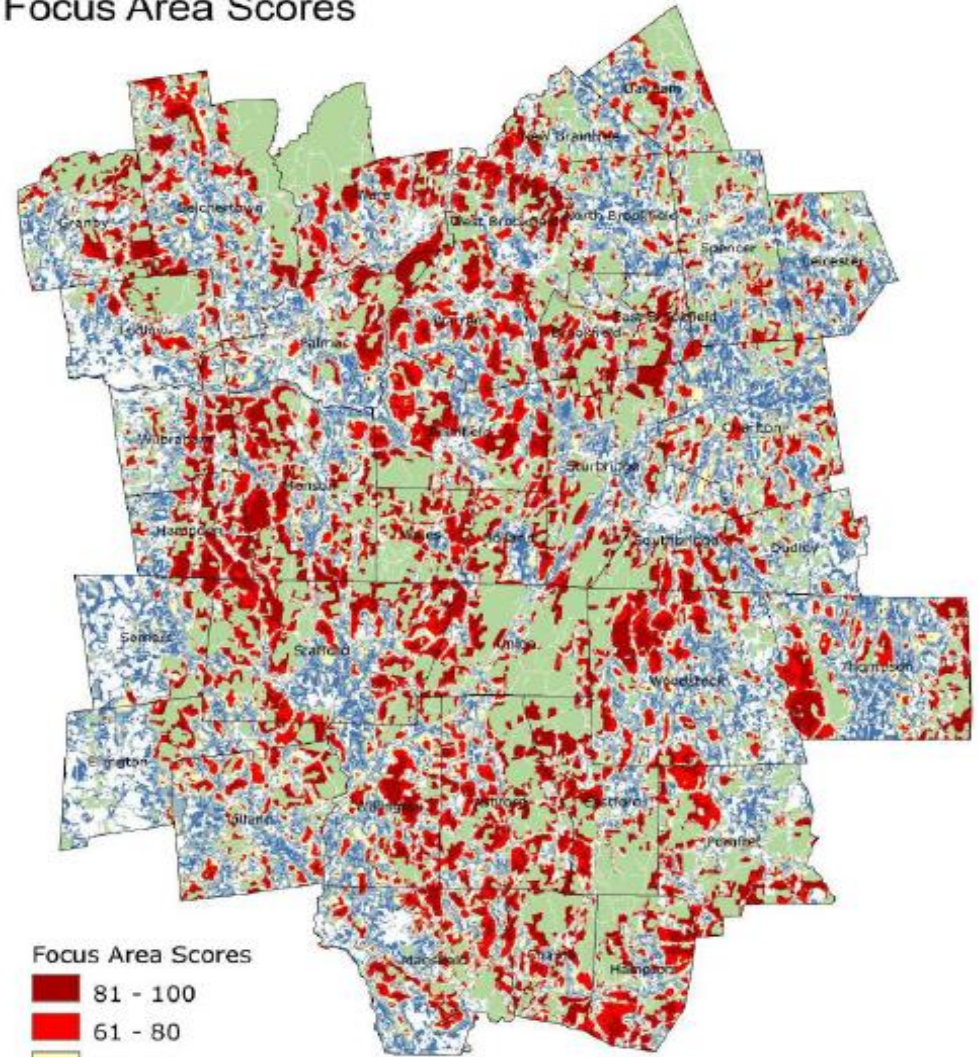 Focus Area Scores
Oakham
New Braintree
Ware
Belchertown
Granby
West Brookfield
North Brookfield
Spencer
Leicester
Ludlow
Palmer
Warren
Brookfield
East Brookfield
Wilbraham
Brimfield
Charlton
Monson
Sturbridge
Hampden
Wales
Holland
Southbridge
Dudley
Somers
Stafford
Union
Woodstock
Thompson
Ellington
Tolland
Willington
Ashford
Eastford
Pomfret
Mansfield
Chaplin
Hampton
Focus Area Scores
81 - 100
61 - 80